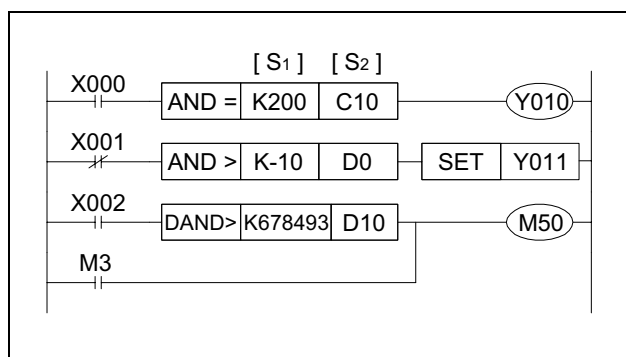 [ S1 ] [ S2 ]
X000 AND = K200 C10 Y010
X001 AND > K-10 D0 SET Y011
X002 DAND> K678493 D10 M50
M3